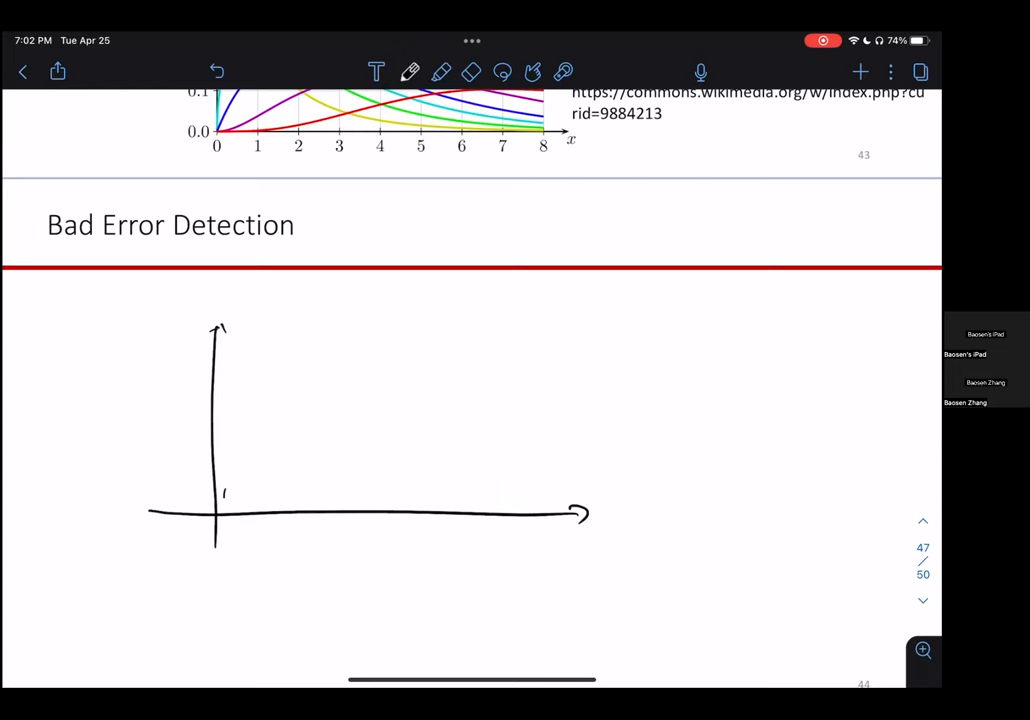 7:02 PM Tue Apr 25
74%
T
0.1
https://commons.wikimedia.org/w/index.php?cu
rid=9884213
0.0
0 1 2 3 4 5 6 7 8 x
43
Bad Error Detection
Baosen's iPad
Baosen's iPad
Baosen Zhang
Baosen Zhang
47
/
50
44